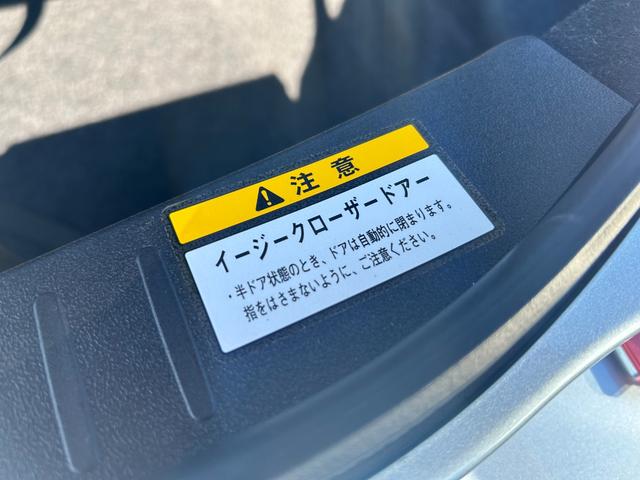 注意
イージークローザードアー
・半ドア状態のとき、ドアは自動的に閉まります。
指をはさまないように、ご注意ください。